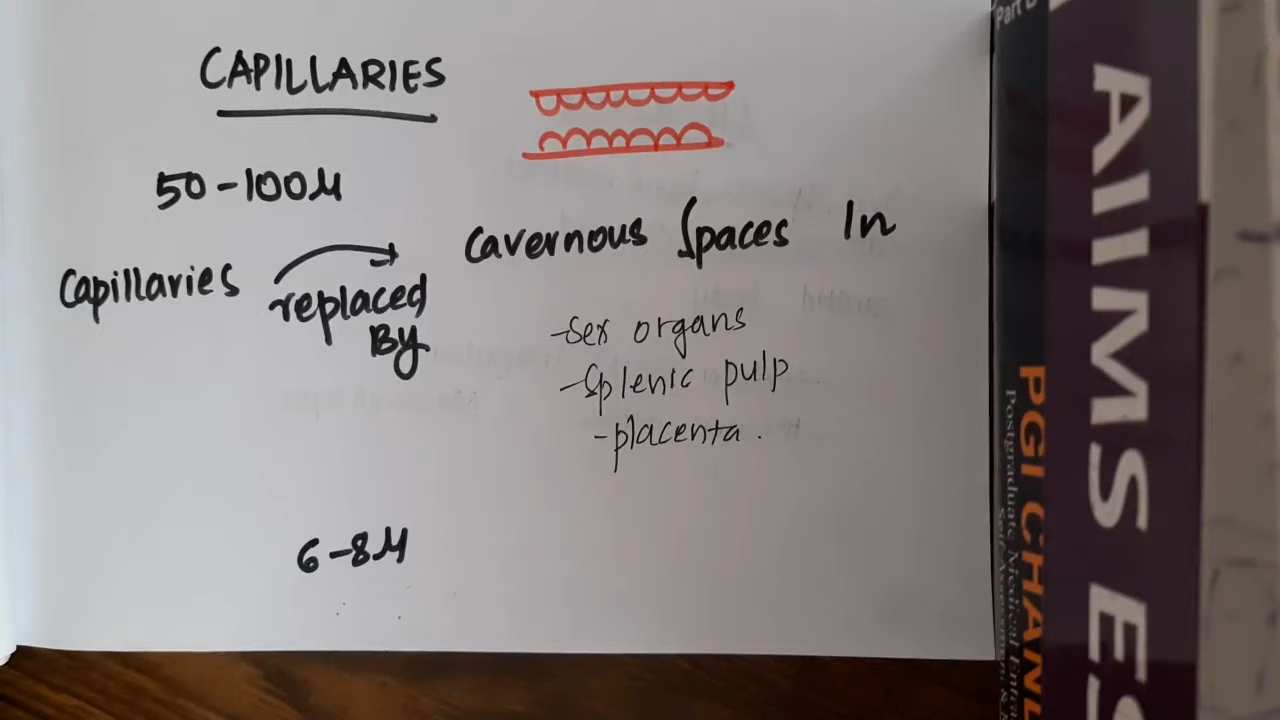 CAPILLARIES
50-100μ
Capillaries replaced By cavernous Spaces In
-Sex organs
-Splenic pulp
-placenta.
6-8μ
Part B
AIIMS ES
PGI CHAN
Postgraduate Medical